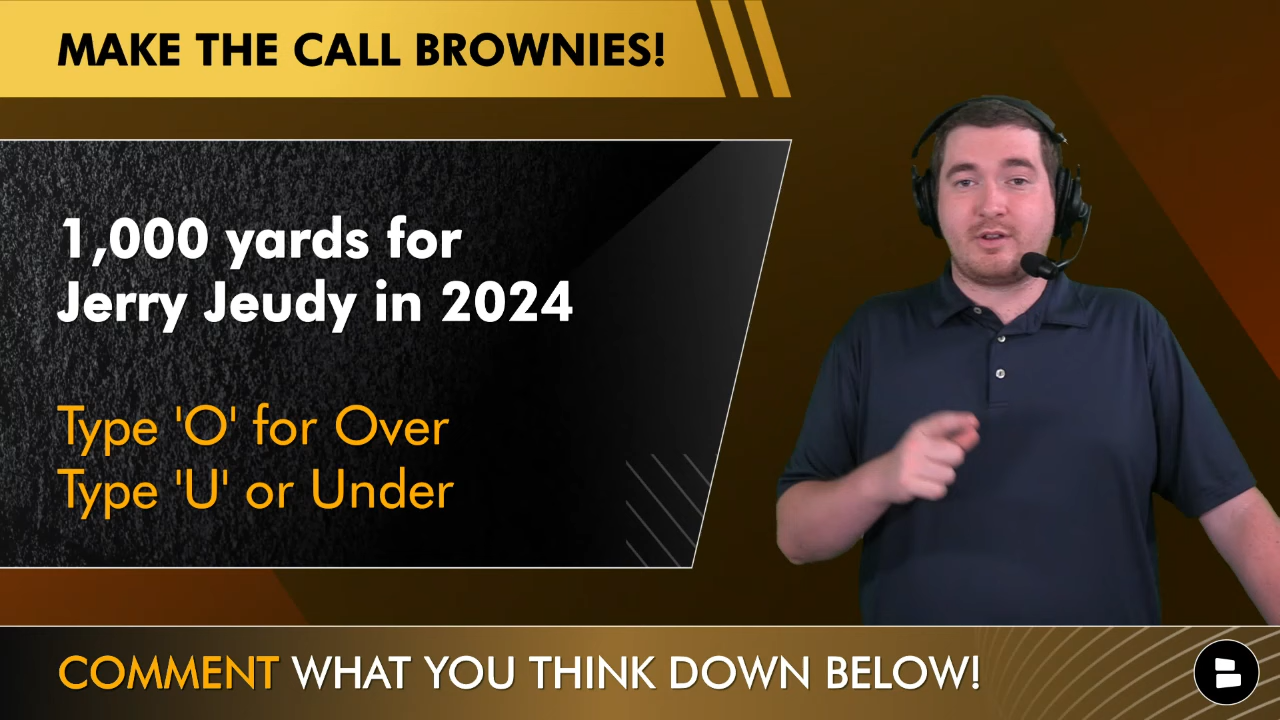 MAKE THE CALL BROWNIES!
1,000 yards for
Jerry Jeudy in 2024
Type 'O' for Over
Type 'U' or Under
COMMENT WHAT YOU THINK DOWN BELOW!